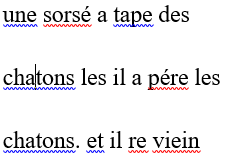 une sorsé a tape des
chatons les il a pére les
chatons. et il re viein